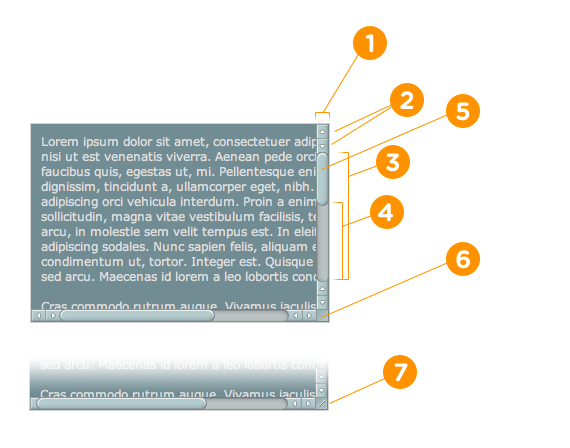 1
2
5
Lorem ipsum dolor sit amet, consectetuer adip
nisi ut est venenatis viverra. Aenean pede orci
3
faucibus quis, egestas ut, mi. Pellentesque eni
dignissim, tincidunt a, ullamcorper eget, nibh.
adipiscing orci vehicula interdum. Proin a enim
4
sollicitudin, magna vitae vestibulum facilisis, te
arcu, in molestie sem velit tempus est. In eleif
adipiscing sodales. Nunc sapien felis, aliquam e
condimentum ut, tortor. Integer est. Quisque
6
sed arcu. Maecenas id lorem a leo lobortis cond
Cras commodo rutrum augue. Vivamus iaculis
sed arcu. Maecenas id lorem a leo lobortis cond
7
Cras commodo rutrum augue. Vivamus iaculis